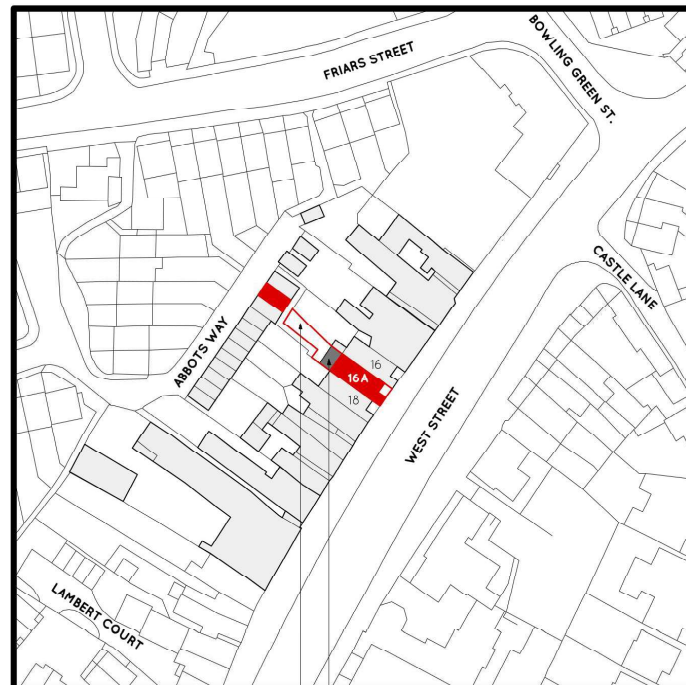 BOWLING GREEN ST.
FRIARS STREET
CASTLE LANE
ABBOTS WAY
16
16A
18
WEST STREET
LAMBERT COURT